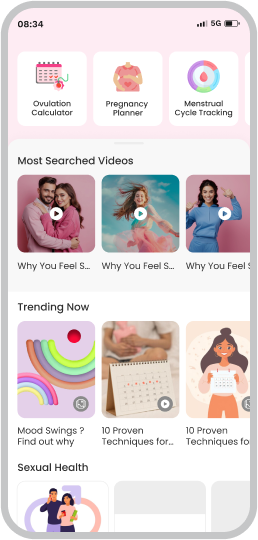 08:34
5G
Ovulation
Calculator
Pregnancy
Planner
Menstrual
Cycle Tracking
Most Searched Videos
Why You Feel S...
Why You Feel S...
Why You Feel S
Trending Now
Mood Swings ?
Find out why
10 Proven
Techniques for...
10 Proven
Techniques fo
Sexual Health